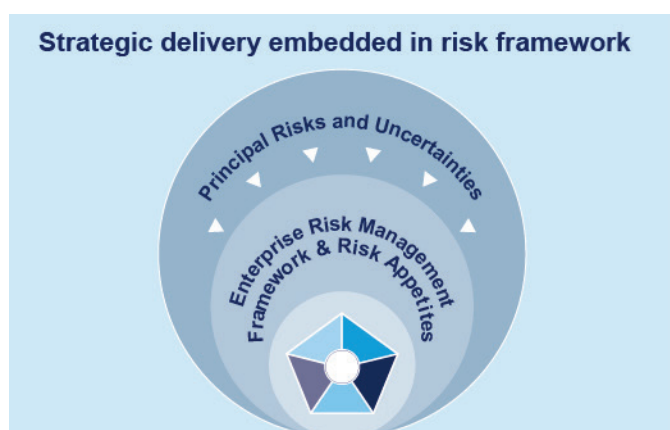 Strategic delivery embedded in risk framework
Principal Risks and Uncertainties
Enterprise Risk Management
Framework & Risk Appetites